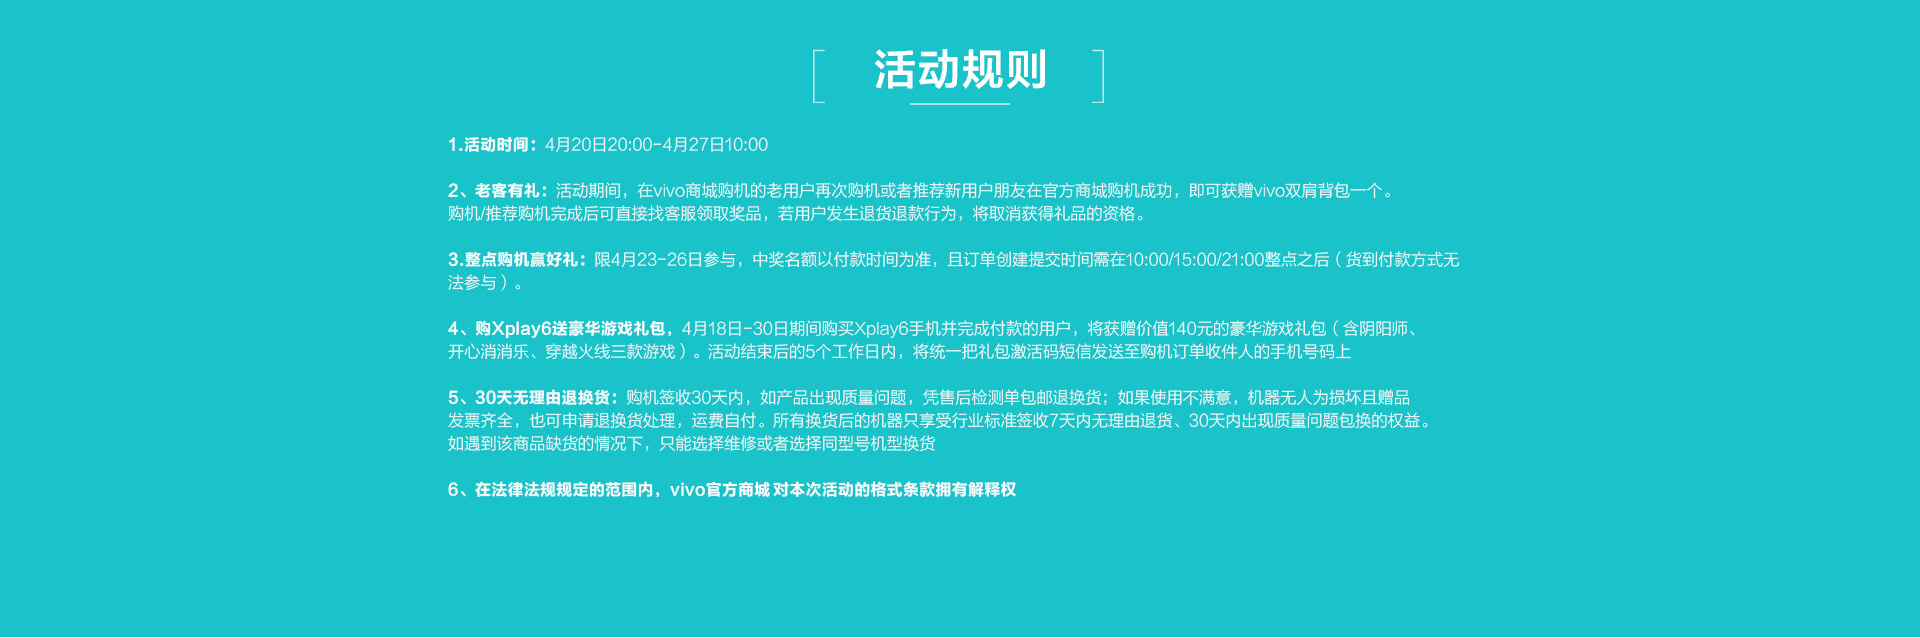 活动规则
1.活动时间：4月20日20:00-4月27日10:00
2、老客有礼：活动期间，在vivo商城购机的老用户再次购机或者推荐新用户朋友在官方商城购机成功，即可获赠vivo双肩背包一个。
购机/推荐购机完成后可直接找客服领取奖品，若用户发生退货退款行为，将取消获得礼品的资格。
3.整点购机赢好礼：限4月23-26日参与，中奖名额以付款时间为准，且订单创建提交时间需在10:00/15:00/21:00整点之后（货到付款方式无
法参与）。
4、购Xplay6送豪华游戏礼包，4月18日-30日期间购买Xplay6手机并完成付款的用户，将获赠价值140元的豪华游戏礼包（含阴阳师、
开心消消乐、穿越火线三款游戏）。活动结束后的5个工作日内，将统一把礼包激活码短信发送至购机订单收件人的手机号码上
5、30天无理由退换货：购机签收30天内，如产品出现质量问题，凭售后检测单包邮退换货；如果使用不满意，机器无人为损坏且赠品
发票齐全，也可申请退换货处理，运费自付。所有换货后的机器只享受行业标准签收7天内无理由退货、30天内出现质量问题包换的权益。
如遇到该商品缺货的情况下，只能选择维修或者选择同型号机型换货
6、在法律法规规定的范围内，vivo官方商城 对本次活动的格式条款拥有解释权